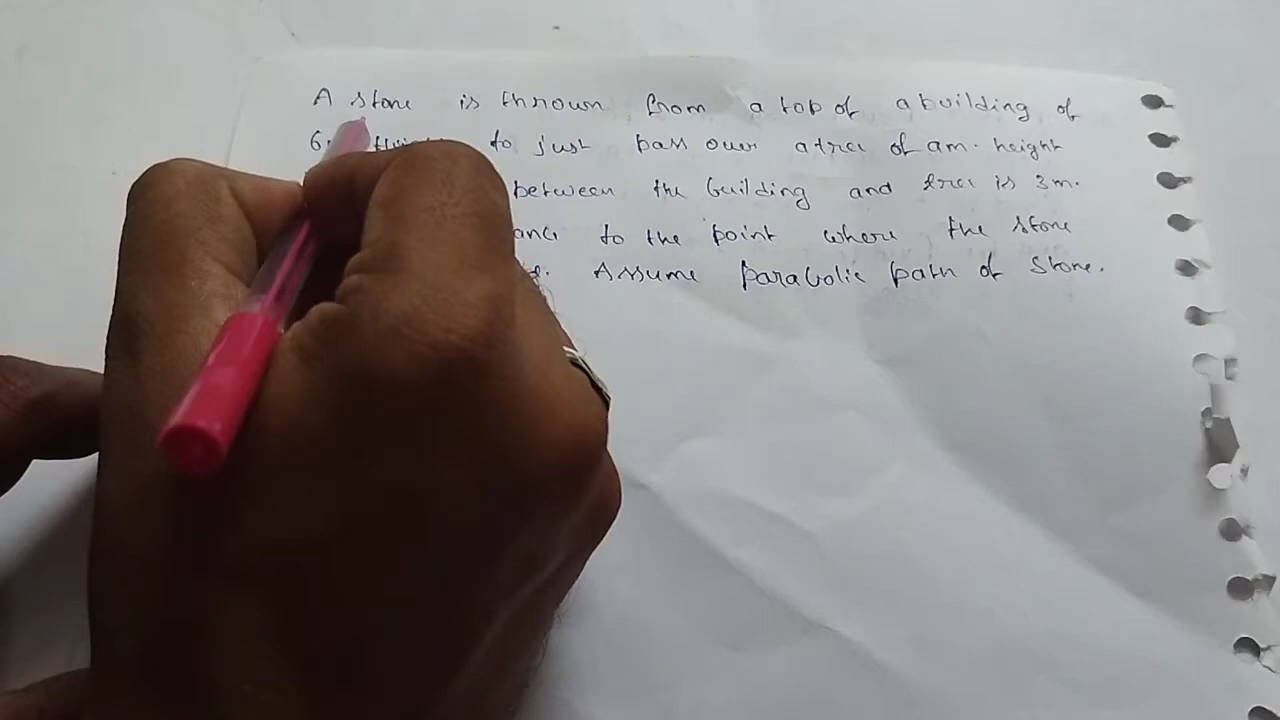 A stone is thrown from a top of a building of
to just pass over a tree of am. height
between the building and tree is 3m.
to the point where the stone
Assume parabolic path of stone.